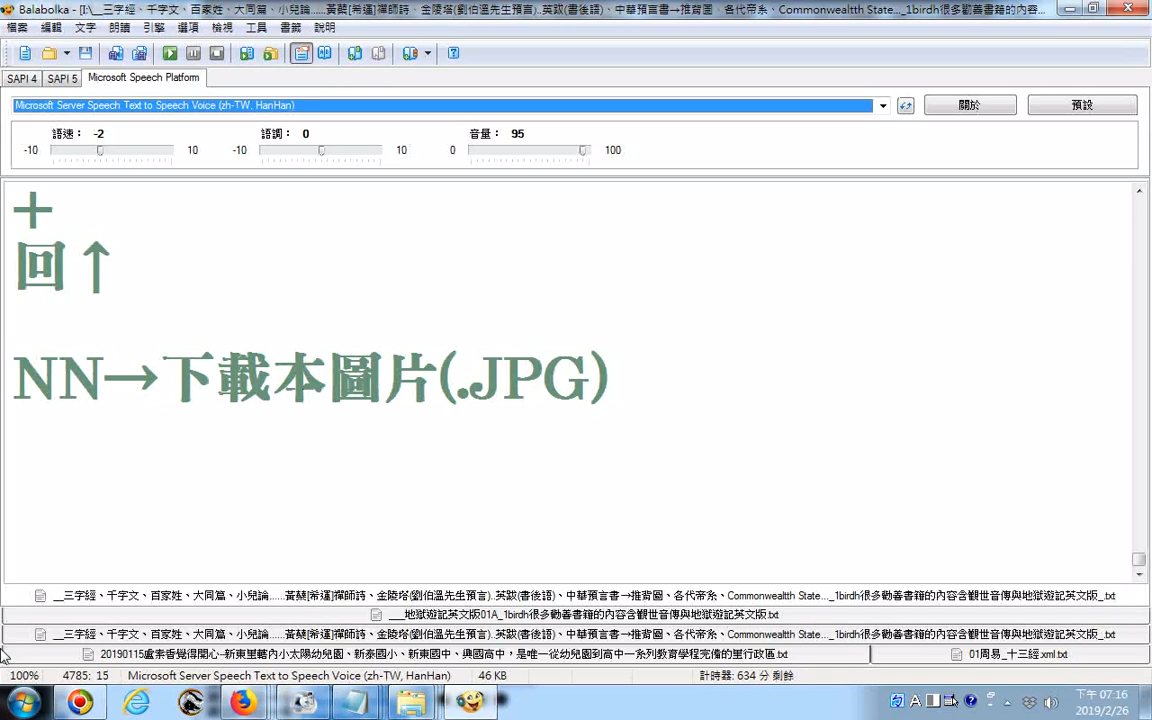 Balabolka - [I:\__三字經、千字文、百家姓、大同篇、小兒論.....黃蘗[希運]禪師詩、金陵塔(劉伯溫先生預言)..英歘(書後語)、中華預言書→推背圖、各代帝系、Commonwealtth State..._1birdh很多勸善書籍的內容...
檔案 編輯 文字 朗讀 引擎 選項 檢視 工具 書籤 說明
SAPI 4 SAPI 5 Microsoft Speech Platform
Microsoft Server Speech Text to Speech Voice (zh-TW, HanHan) 關於 預設
語速： -2 語調： 0 音量： 95
-10 10 -10 10 0 100
＋
回↑
NN→下載本圖片(.JPG)
__三字經、千字文、百家姓、大同篇、小兒論.....黃蘗[希運]禪師詩、金陵塔(劉伯溫先生預言)..英歘(書後語)、中華預言書→推背圖、各代帝系、Commonwealtth State..._1birdh很多勸善書籍的內容含觀世音傳與地獄遊記英文版_.txt
__地獄遊記英文版01A_1birdh很多勸善書籍的內容含觀世音傳與地獄遊記英文版.txt
__三字經、千字文、百家姓、大同篇、小兒論.....黃蘗[希運]禪師詩、金陵塔(劉伯溫先生預言)..英歘(書後語)、中華預言書→推背圖、各代帝系、Commonwealtth State..._1birdh很多勸善書籍的內容含觀世音傳與地獄遊記英文版_.txt
20190115盧素香覺得開心--新東里轄內小太陽幼兒園、新泰國小、新東國中、興國高中，是唯一從幼兒園到高中一系列教育學程完備的里行政區.txt 01周易_十三經.xml.txt
100% 4785: 15 Microsoft Server Speech Text to Speech Voice (zh-TW, HanHan) 46 KB 計時器: 634 分 剩餘
A 下午 07:16
2019/2/26